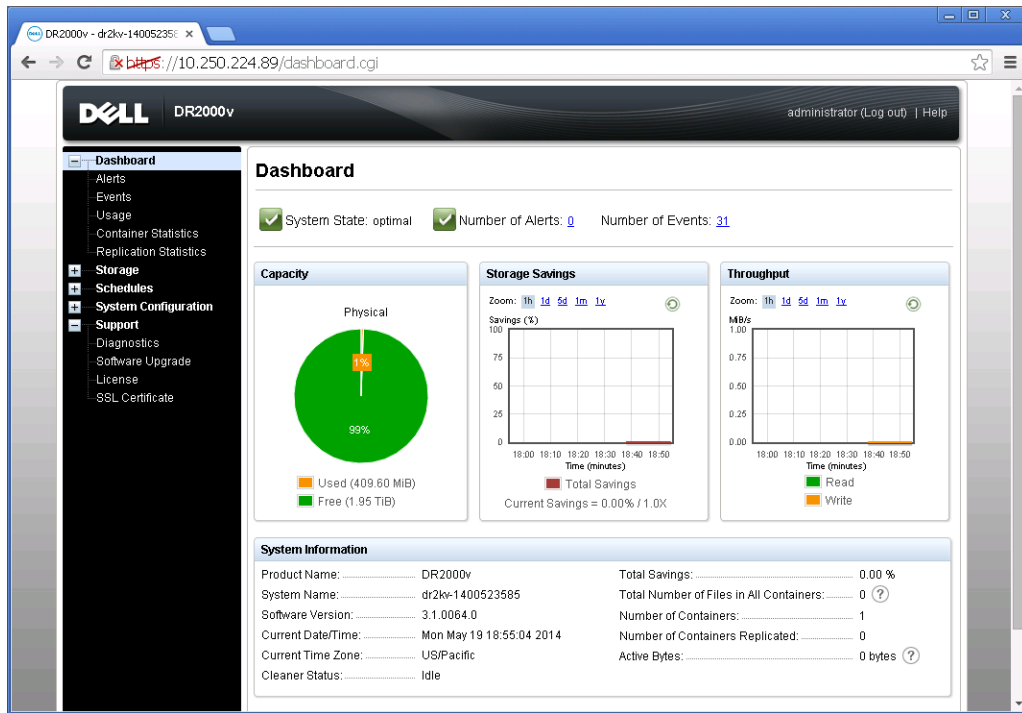 DR2000v - dr2kv-14005235
https://10.250.224.89/dashboard.cgi
DELL DR2000v
administrator (Log out) | Help
Dashboard
Alerts
Events
Usage
Container Statistics
Replication Statistics
Storage
Schedules
System Configuration
Support
Diagnostics
Software Upgrade
License
SSL Certificate
Dashboard
System State: optimal Number of Alerts: 0 Number of Events: 31
Capacity
Physical
1%
99%
Used (409.60 MiB)
Free (1.95 TiB)
Storage Savings
Zoom: 1h 1d 5d 1m 1y
Savings (%)
100
75
50
25
0
18:00 18:10 18:20 18:30 18:40 18:50
Time (minutes)
Total Savings
Current Savings = 0.00% / 1.0X
Throughput
Zoom: 1h 1d 5d 1m 1y
MiB/s
1.00
0.75
0.50
0.25
0.00
18:00 18:10 18:20 18:30 18:40 18:50
Time (minutes)
Read
Write
System Information
Product Name: DR2000v
System Name: dr2kv-1400523585
Software Version: 3.1.0064.0
Current Date/Time: Mon May 19 18:55:04 2014
Current Time Zone: US/Pacific
Cleaner Status: Idle
Total Savings: 0.00 %
Total Number of Files in All Containers: 0 ?
Number of Containers: 1
Number of Containers Replicated: 0
Active Bytes: 0 bytes ?